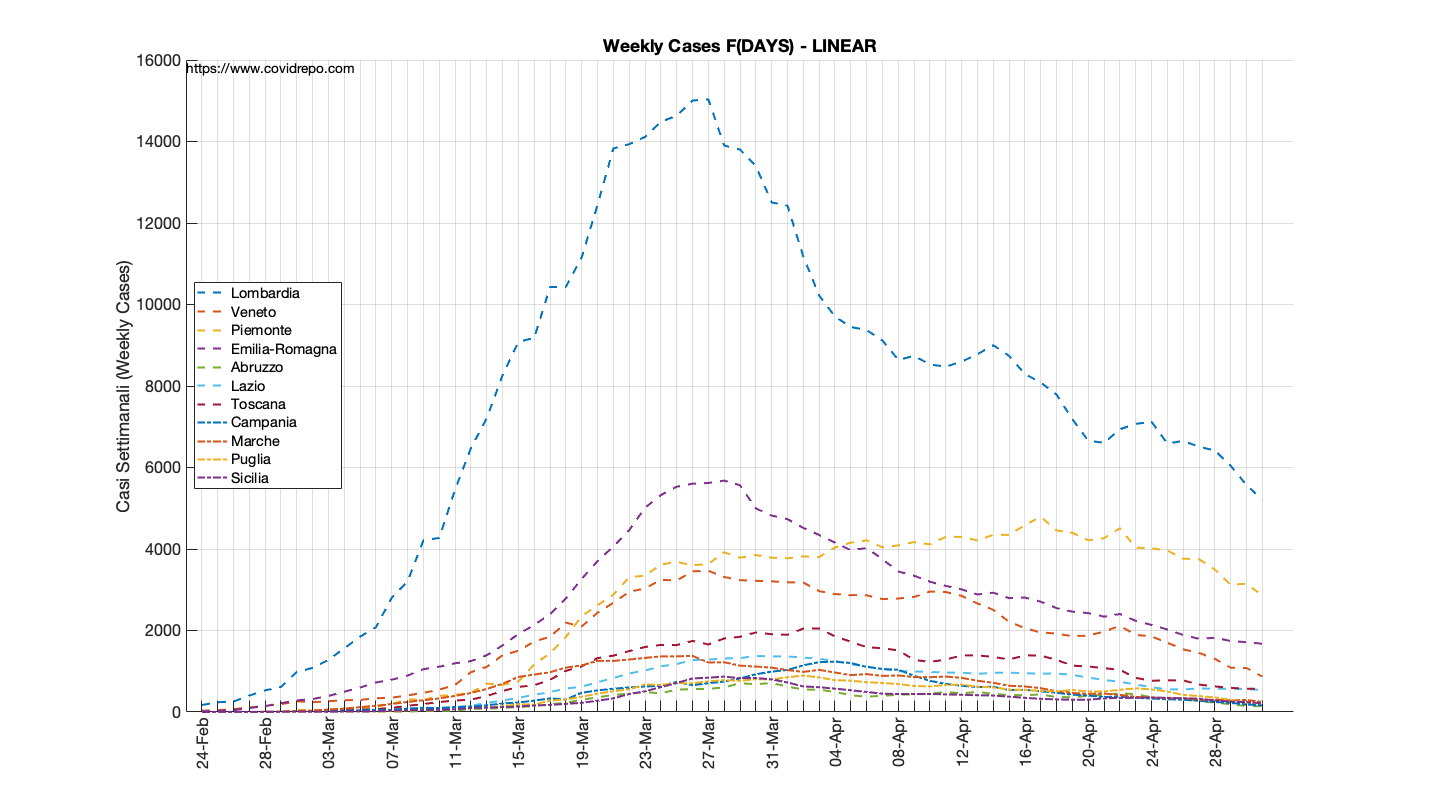 Weekly Cases F(DAYS) - LINEAR
https://www.covidrepo.com
16000
14000
12000
10000
8000
6000
4000
2000
0
Casi Settimanali (Weekly Cases)
Lombardia
Veneto
Piemonte
Emilia-Romagna
Abruzzo
Lazio
Toscana
Campania
Marche
Puglia
Sicilia
24-Feb
28-Feb
03-Mar
07-Mar
11-Mar
15-Mar
19-Mar
23-Mar
27-Mar
31-Mar
04-Apr
08-Apr
12-Apr
16-Apr
20-Apr
24-Apr
28-Apr